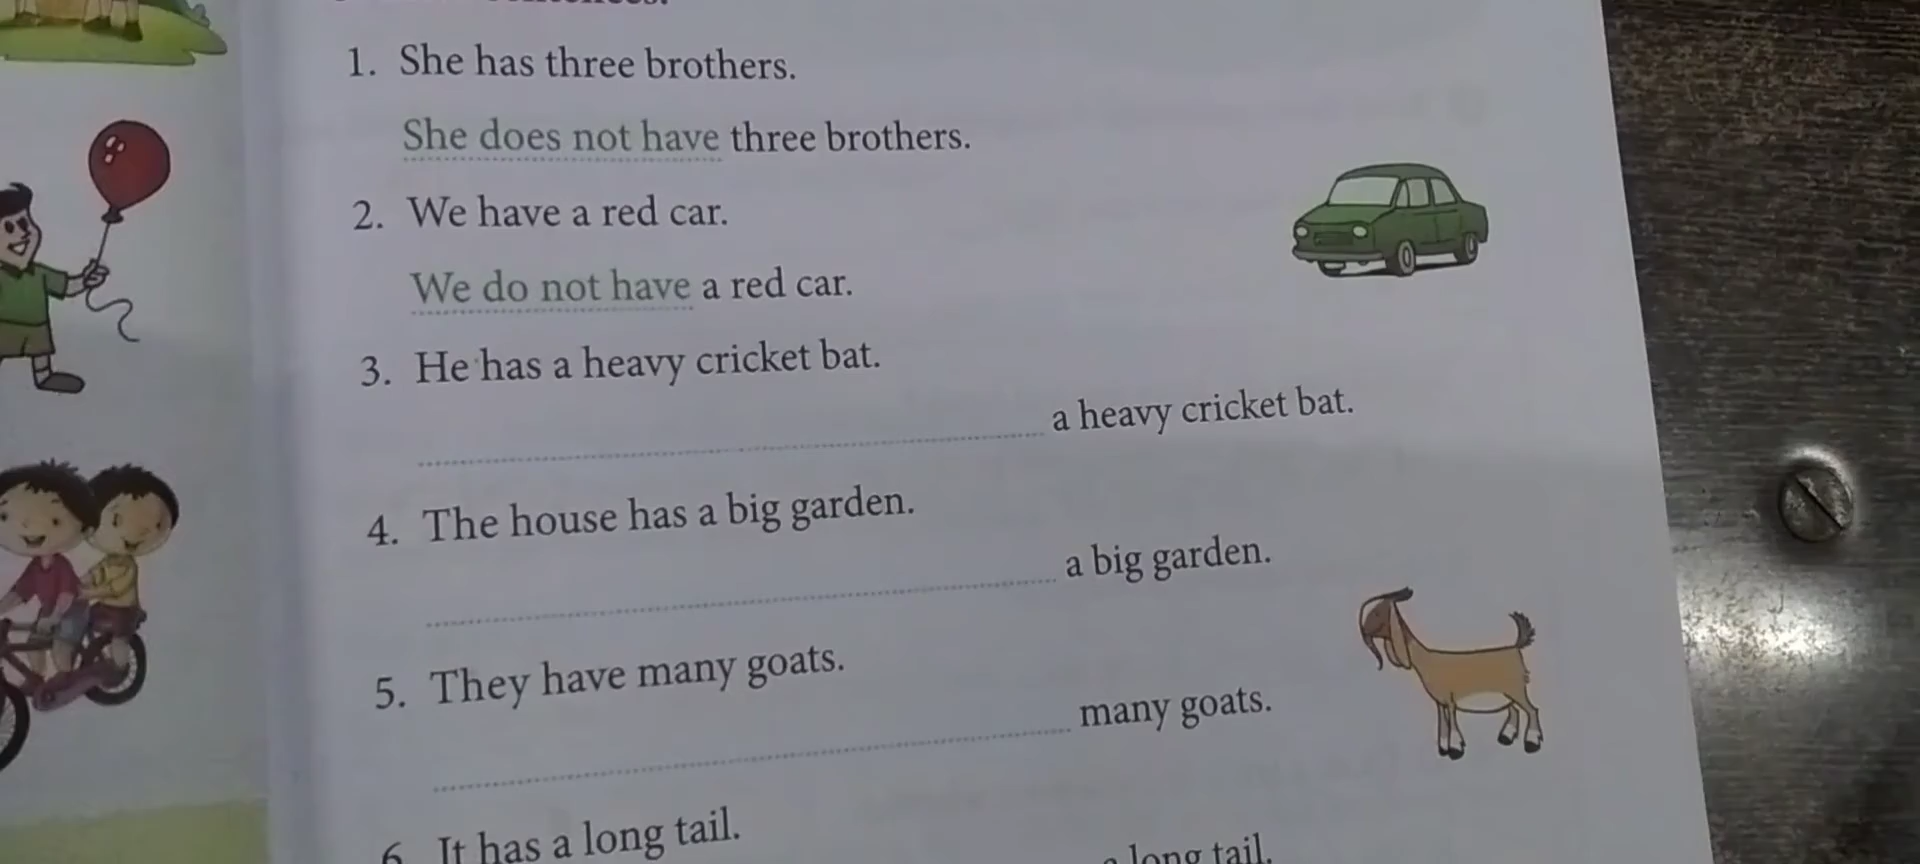 1. She has three brothers.
She does not have three brothers.
2. We have a red car.
We do not have a red car.
3. He has a heavy cricket bat.
a heavy cricket bat.
4. The house has a big garden.
a big garden.
5. They have many goats.
many goats.
6. It has a long tail.
a long tail.